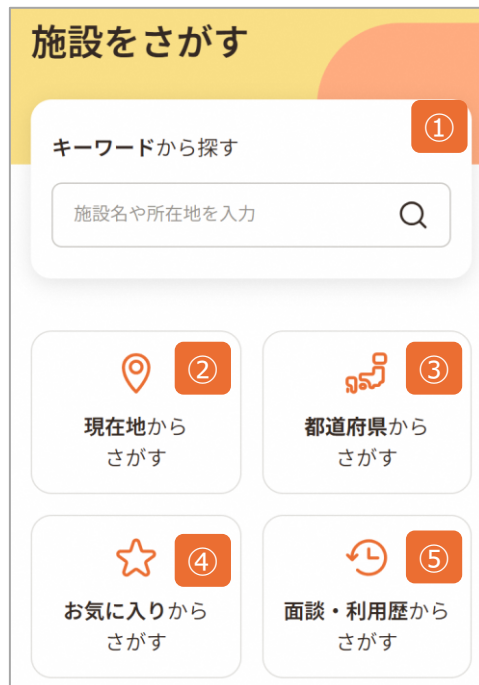 施設をさがす
①
キーワードから探す
施設名や所在地を入力
②
現在地から
さがす
③
都道府県から
さがす
④
お気に入りから
さがす
⑤
面談・利用歴から
さがす